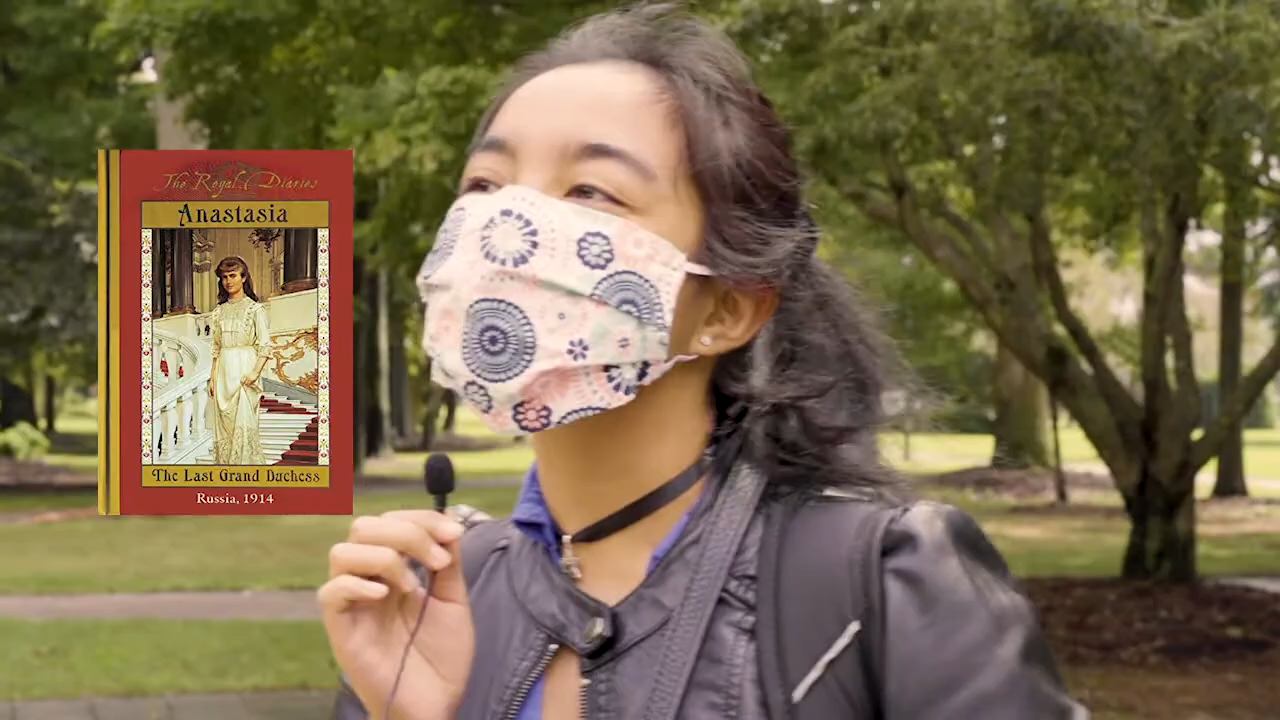 The Royal Diaries
Anastasia
The Last Grand Duchess
Russia, 1914